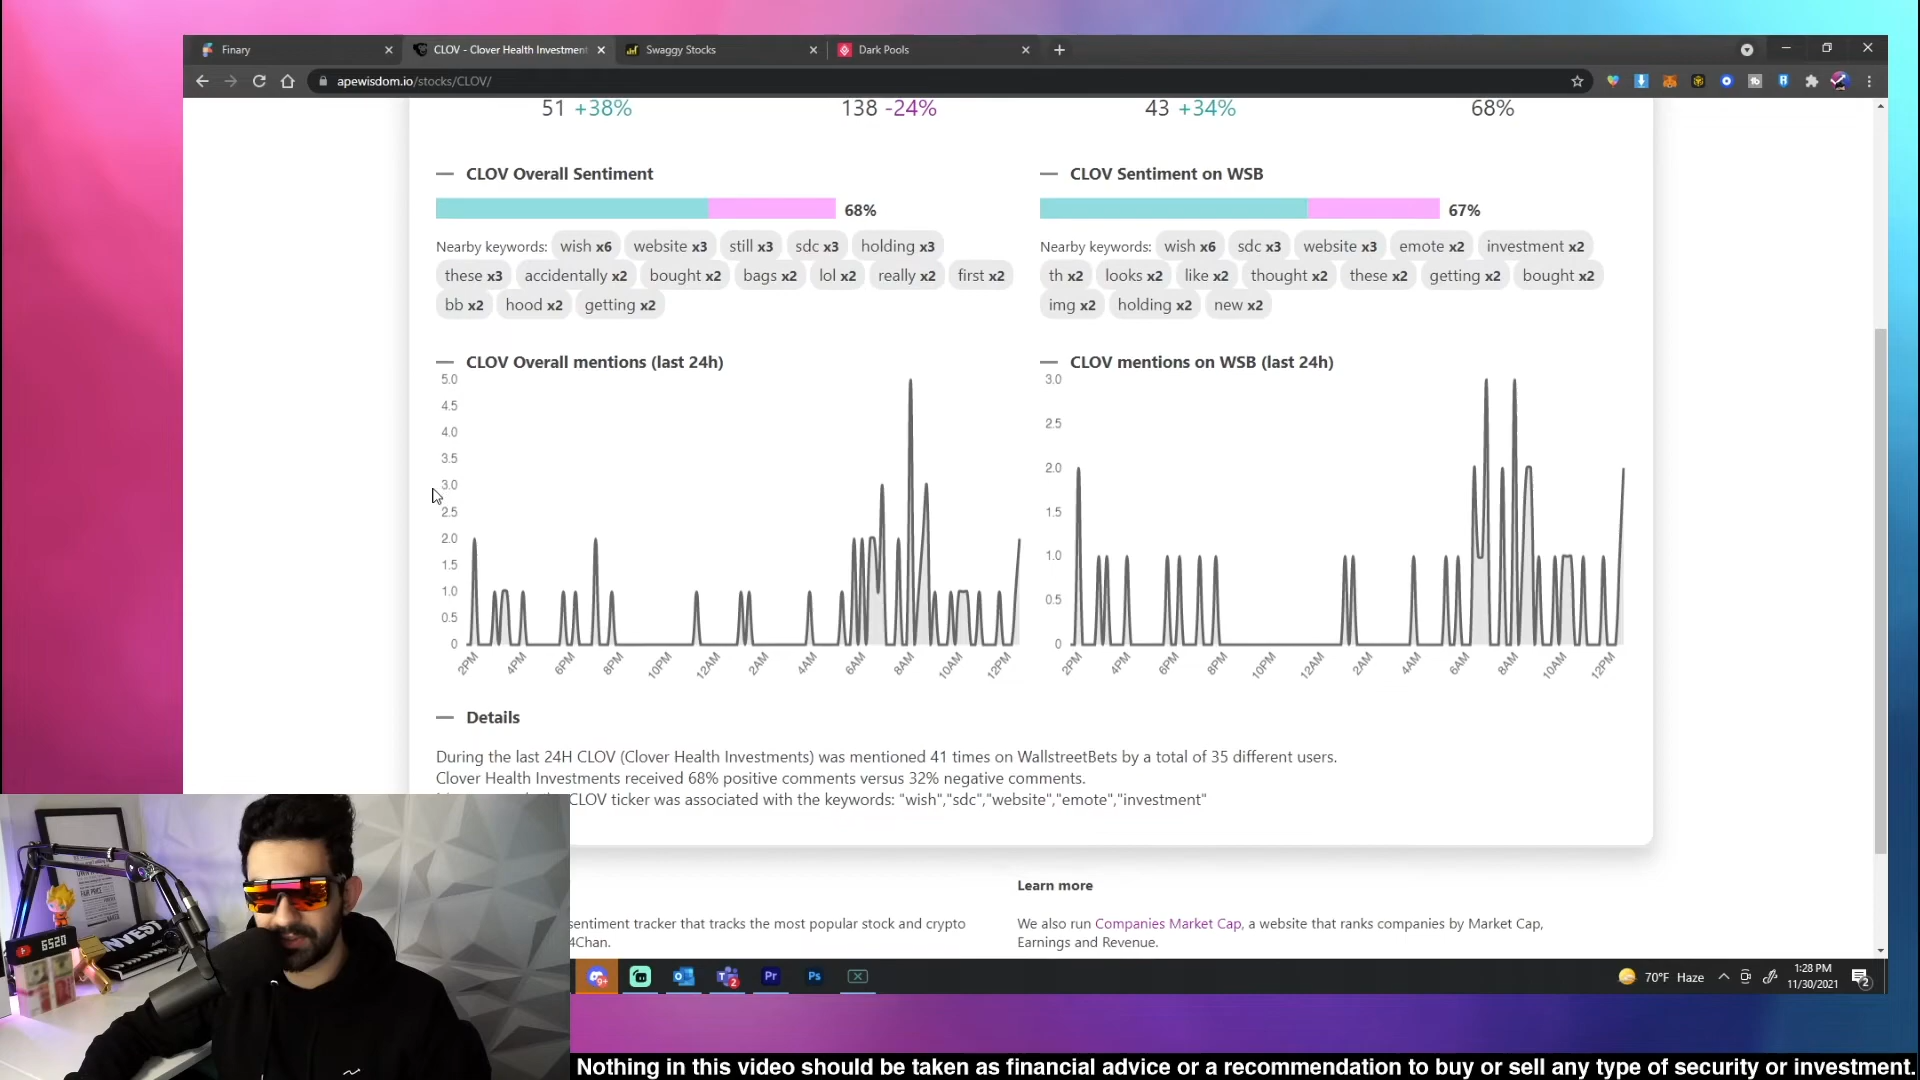 Finary
CLOV - Clover Health Investment
Swaggy Stocks
Dark Pools
apewisdom.io/stocks/CLOV/
51 +38%
138 -24%
43 +34%
68%
CLOV Overall Sentiment
68%
Nearby keywords: wish x6 website x3 still x3 sdc x3 holding x3
these x3 accidentally x2 bought x2 bags x2 lol x2 really x2 first x2
bb x2 hood x2 getting x2
CLOV Sentiment on WSB
67%
Nearby keywords: wish x6 sdc x3 website x3 emote x2 investment x2
th x2 looks x2 like x2 thought x2 these x2 getting x2 bought x2
img x2 holding x2 new x2
CLOV Overall mentions (last 24h)
5.0
4.5
4.0
3.5
3.0
2.5
2.0
1.5
1.0
0.5
0
2PM 4PM 6PM 8PM 10PM 12AM 2AM 4AM 6AM 8AM 10AM 12PM
CLOV mentions on WSB (last 24h)
3.0
2.5
2.0
1.5
1.0
0.5
0
2PM 4PM 6PM 8PM 10PM 12AM 2AM 4AM 6AM 8AM 10AM 12PM
Details
During the last 24H CLOV (Clover Health Investments) was mentioned 41 times on WallstreetBets by a total of 35 different users.
Clover Health Investments received 68% positive comments versus 32% negative comments.
CLOV ticker was associated with the keywords: "wish","sdc","website","emote","investment"
sentiment tracker that tracks the most popular stock and crypto
4Chan.
Learn more
We also run Companies Market Cap, a website that ranks companies by Market Cap,
Earnings and Revenue.
6520
INVEST
FAIR PRICE
9+
2
Pr
Ps
70°F Haze
1:28 PM
11/30/2021
2
Nothing in this video should be taken as financial advice or a recommendation to buy or sell any type of security or investment.